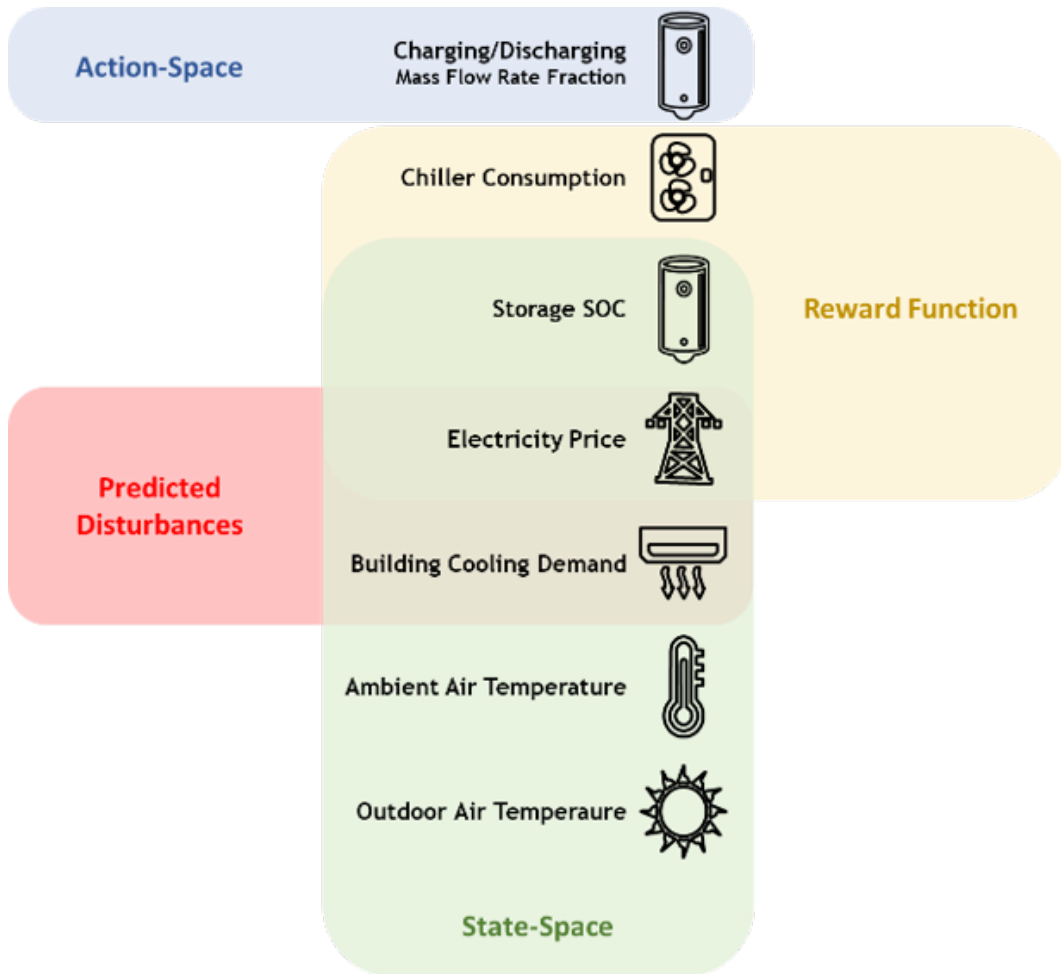 Action-Space
Charging/Discharging
Mass Flow Rate Fraction
Chiller Consumption
Storage SOC
Reward Function
Electricity Price
Predicted
Disturbances
Building Cooling Demand
Ambient Air Temperature
Outdoor Air Temperaure
State-Space